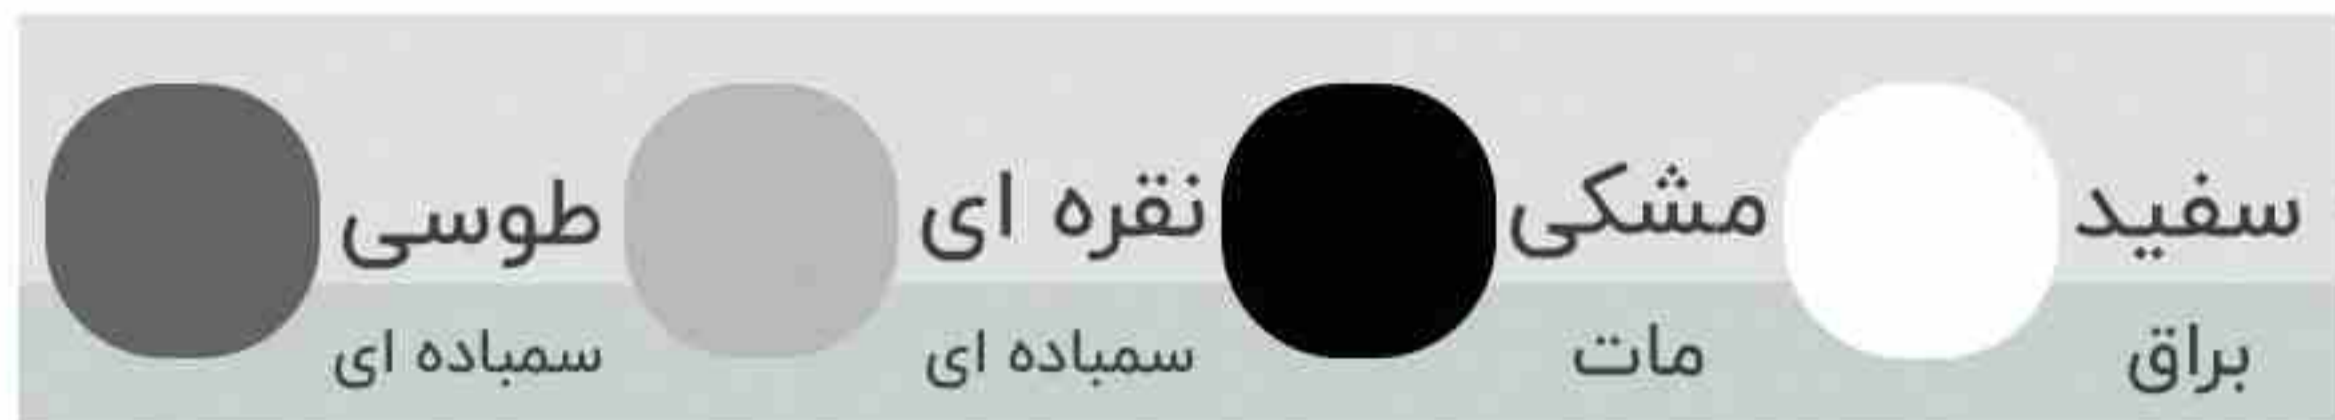 سفید مشکی نقره ای طوسی
براق مات سمباده ای سمباده ای